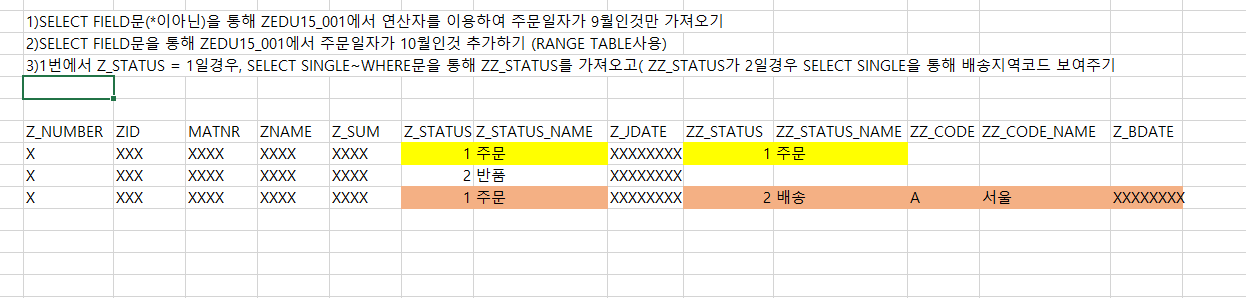 1)SELECT FIELD문(*이아닌)을 통해 ZEDU15_001에서 연산자를 이용하여 주문일자가 9월인것만 가져오기
2)SELECT FIELD문을 통해 ZEDU15_001에서 주문일자가 10월인것 추가하기 (RANGE TABLE사용)
3)1번에서 Z_STATUS = 1일경우, SELECT SINGLE~WHERE문을 통해 ZZ_STATUS를 가져오고( ZZ_STATUS가 2일경우 SELECT SINGLE을 통해 배송지역코드 보여주기
Z_NUMBER ZID MATNR ZNAME Z_SUM Z_STATUS Z_STATUS_NAME Z_JDATE ZZ_STATUS ZZ_STATUS_NAME ZZ_CODE ZZ_CODE_NAME Z_BDATE
X XXX XXXX XXXX XXXX 1 주문 XXXXXXXX 1 주문
X XXX XXXX XXXX XXXX 2 반품 XXXXXXXX
X XXX XXXX XXXX XXXX 1 주문 XXXXXXXX 2 배송 A 서울 XXXXXXXX